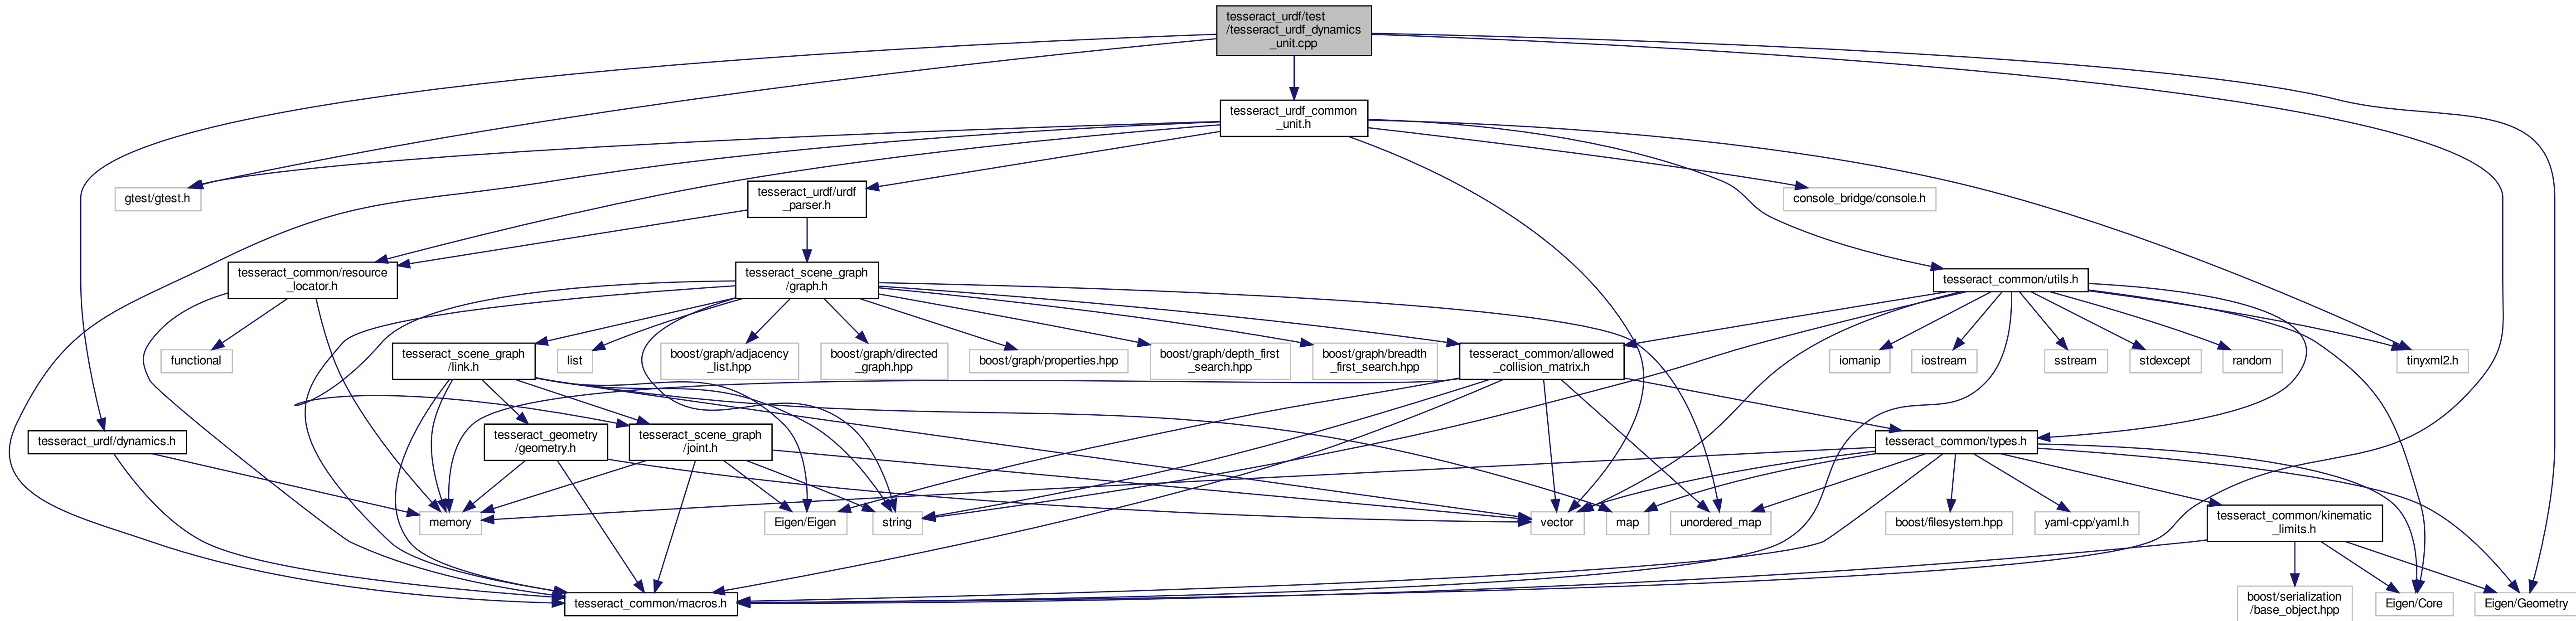 tesseract_urdf/test
/tesseract_urdf_dynamics
_unit.cpp
tesseract_urdf_common
_unit.h
gtest/gtest.h
tesseract_urdf/urdf
_parser.h
console_bridge/console.h
tesseract_common/resource
_locator.h
tesseract_scene_graph
/graph.h
tesseract_common/utils.h
functional
tesseract_scene_graph
/link.h
list
boost/graph/adjacency
_list.hpp
boost/graph/directed
_graph.hpp
boost/graph/properties.hpp
boost/graph/depth_first
_search.hpp
boost/graph/breadth
_first_search.hpp
tesseract_common/allowed
_collision_matrix.h
iomanip
iostream
sstream
stdexcept
random
tinyxml2.h
tesseract_urdf/dynamics.h
tesseract_geometry
/geometry.h
tesseract_scene_graph
/joint.h
tesseract_common/types.h
memory
Eigen/Eigen
string
vector
map
unordered_map
boost/filesystem.hpp
yaml-cpp/yaml.h
tesseract_common/kinematic
_limits.h
tesseract_common/macros.h
boost/serialization
/base_object.hpp
Eigen/Core
Eigen/Geometry